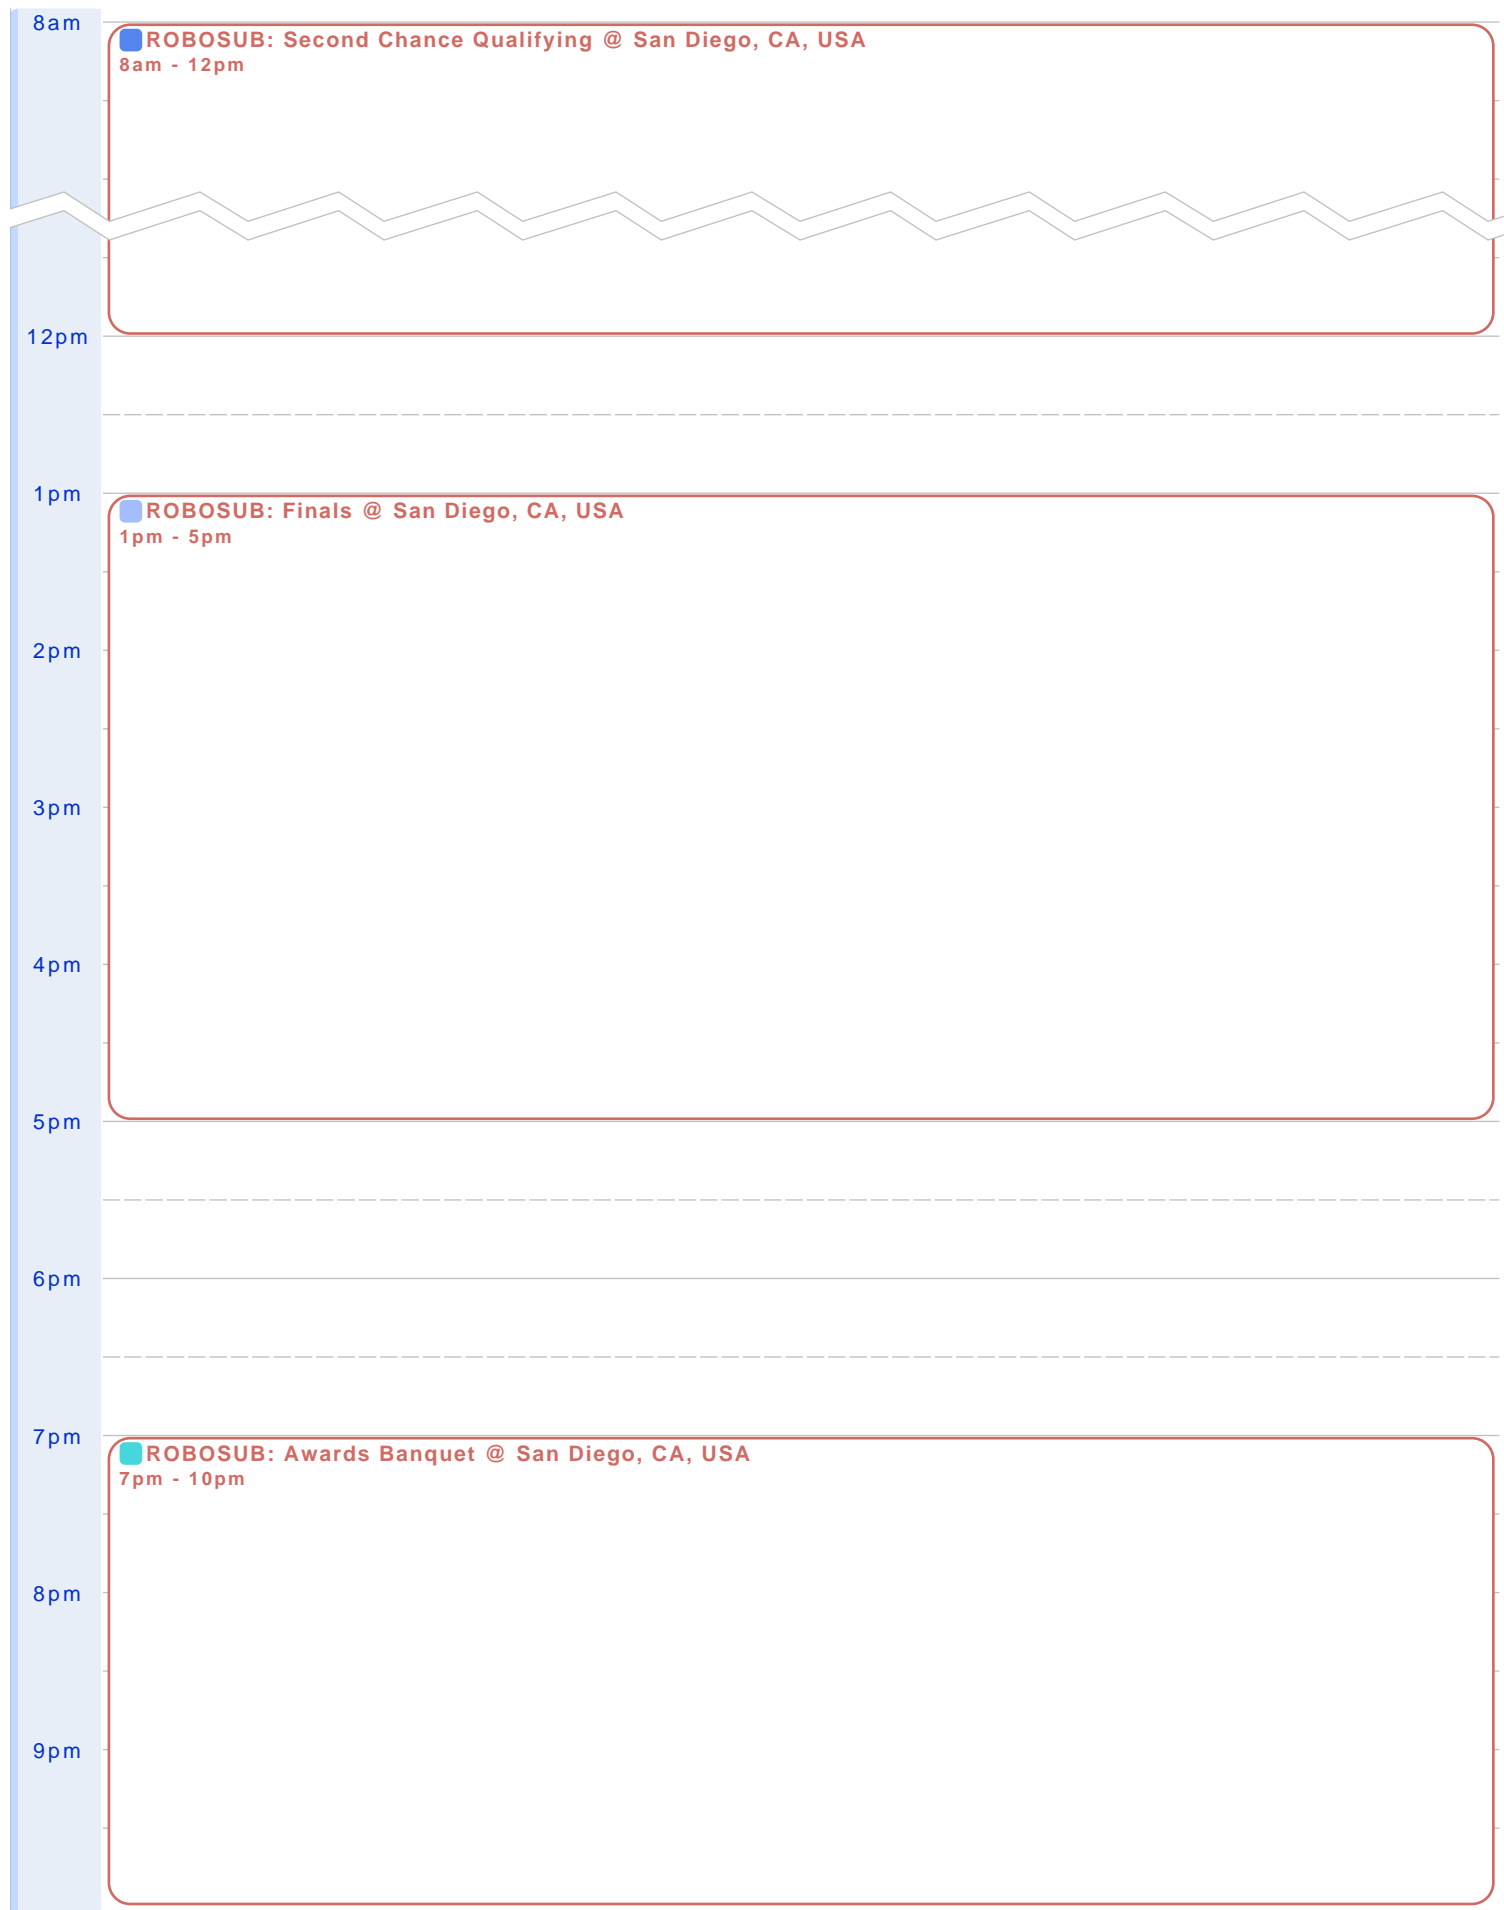 8am
ROBOSUB: Second Chance Qualifying @ San Diego, CA, USA
8am - 12pm
12pm
1pm
ROBOSUB: Finals @ San Diego, CA, USA
1pm - 5pm
2pm
3pm
4pm
5pm
6pm
7pm
ROBOSUB: Awards Banquet @ San Diego, CA, USA
7pm - 10pm
8pm
9pm